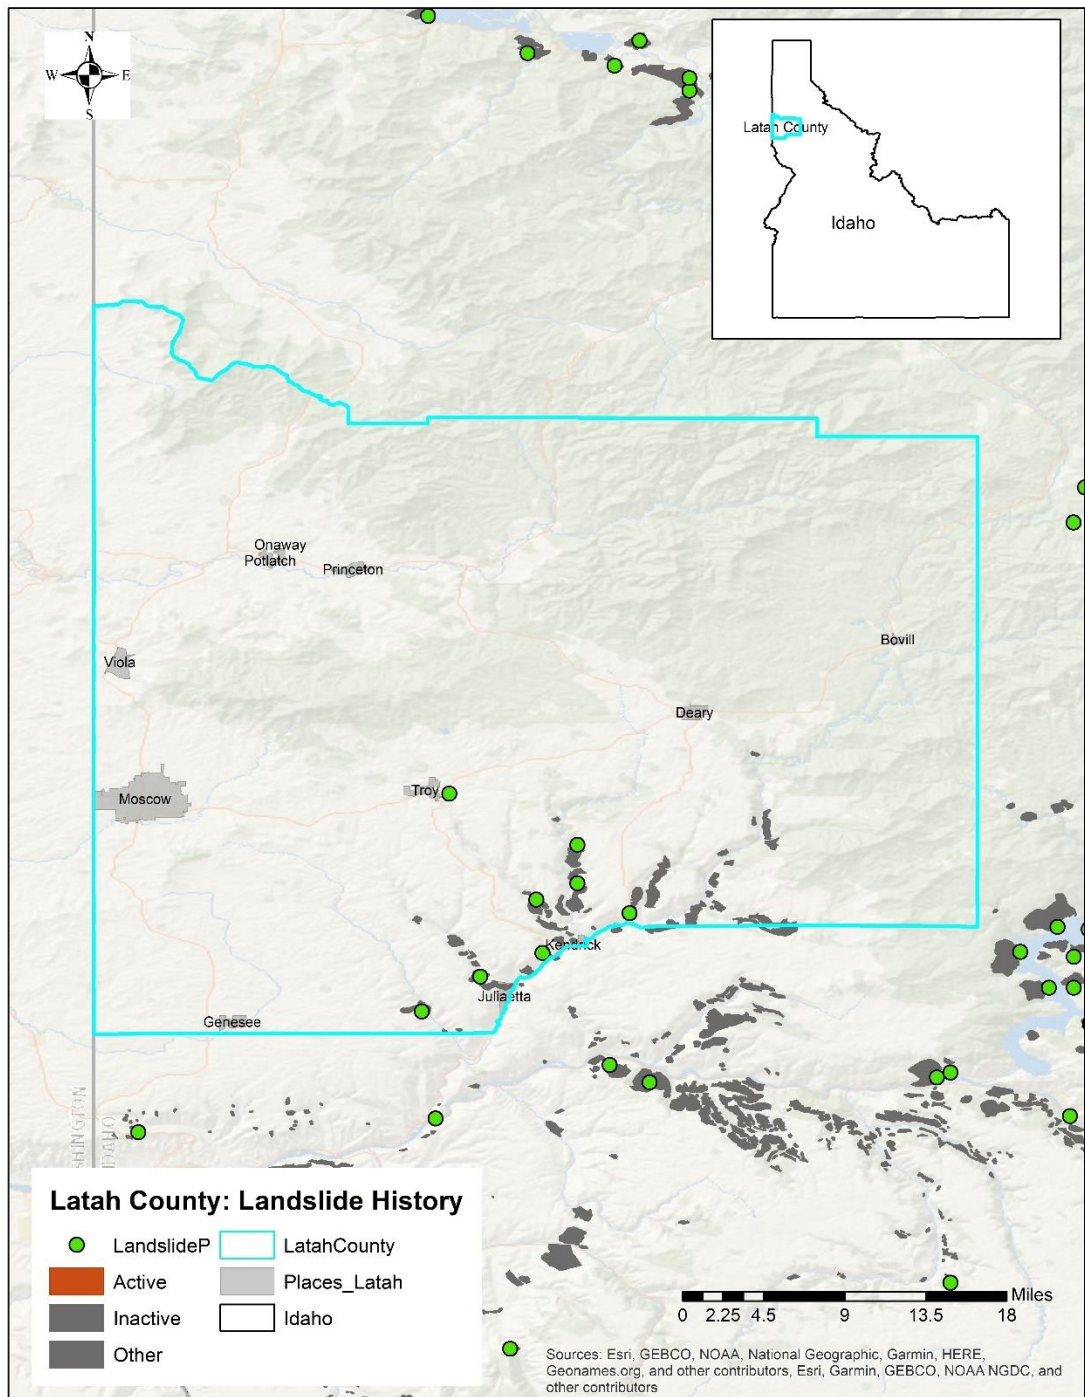 N
W E
S
Latah County
Idaho
Onaway
Potlatch
Princeton
Bovill
Viola
Deary
Troy
Moscow
Kendrick
Juliaetta
Genesee
SHINGTON
IDAHO
Latah County: Landslide History
LandslideP
LatahCounty
Active
Places_Latah
Inactive
Idaho
Other
Miles
0 2.25 4.5 9 13.5 18
Sources: Esri, GEBCO, NOAA, National Geographic, Garmin, HERE,
Geonames.org, and other contributors, Esri, Garmin, GEBCO, NOAA NGDC, and
other contributors